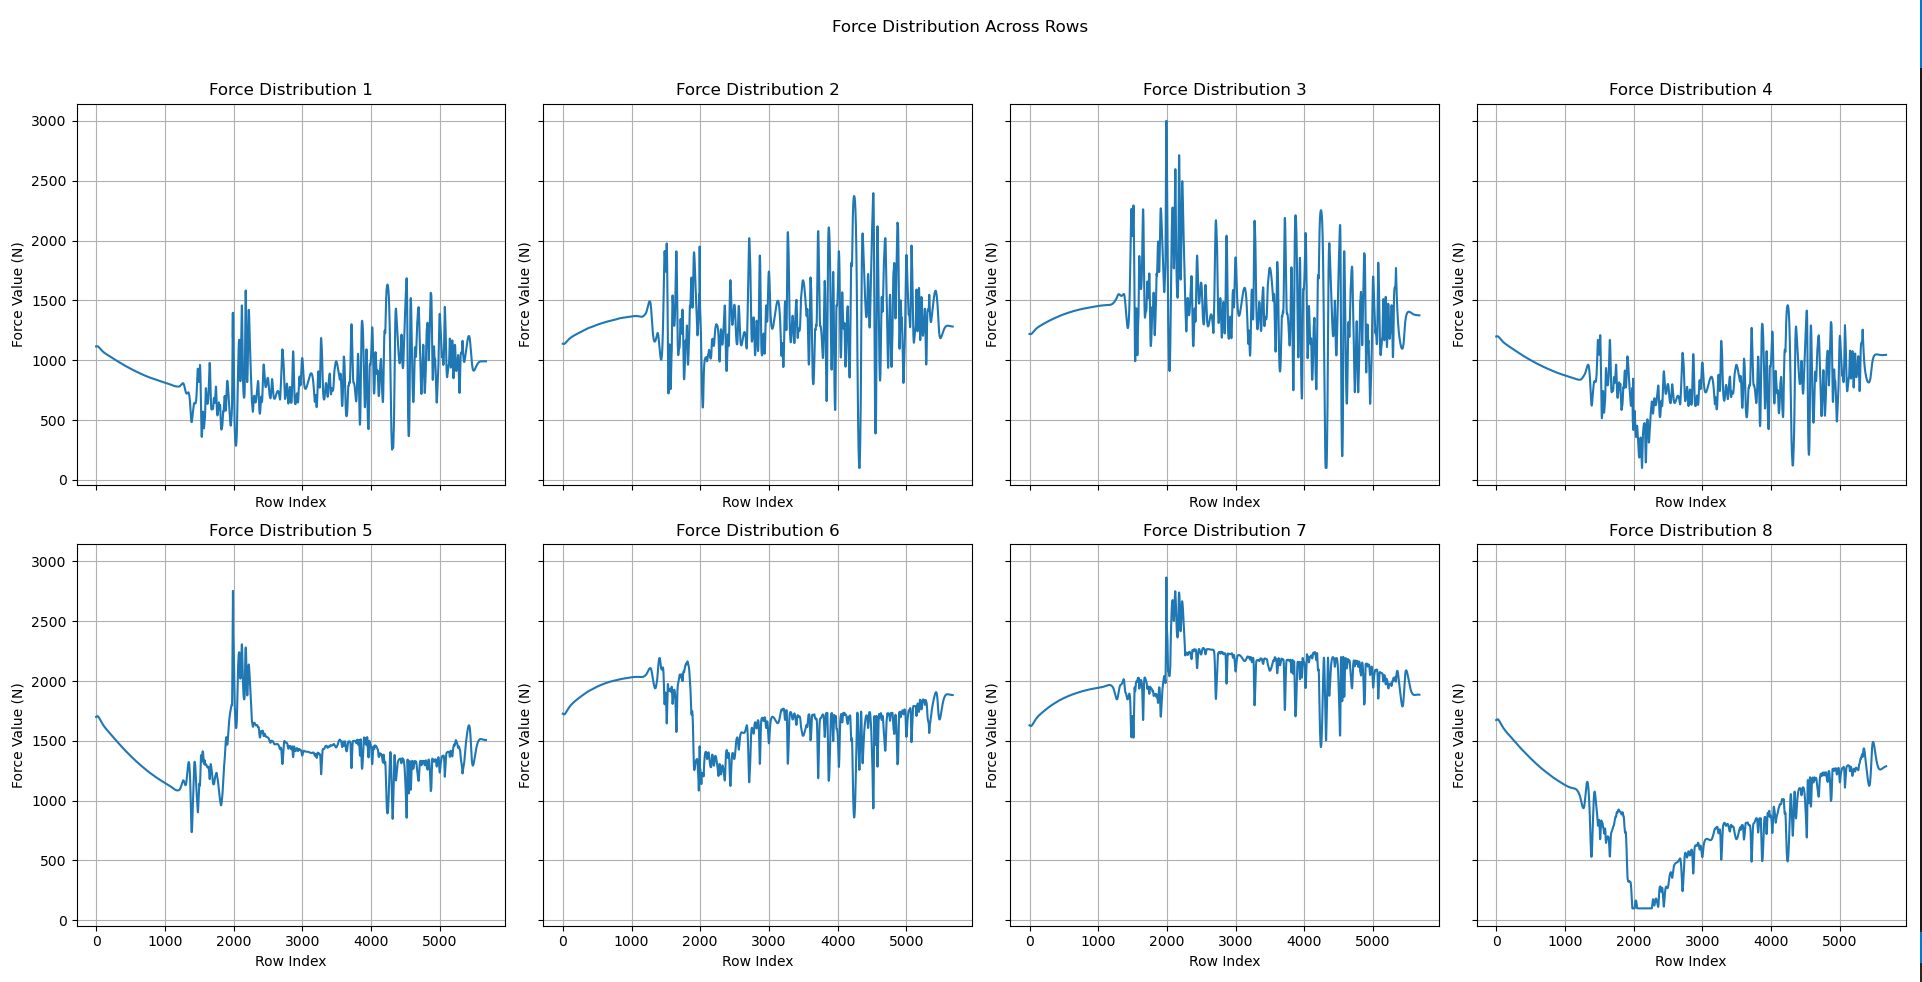 Force Distribution Across Rows
Force Distribution 1
Force Distribution 2
Force Distribution 3
Force Distribution 4
3000
2500
2000
1500
1000
500
0
Force Value (N)
Force Value (N)
Force Value (N)
Force Value (N)
Row Index
Row Index
Row Index
Row Index
Force Distribution 5
Force Distribution 6
Force Distribution 7
Force Distribution 8
3000
2500
2000
1500
1000
500
0
Force Value (N)
Force Value (N)
Force Value (N)
Force Value (N)
0 1000 2000 3000 4000 5000
0 1000 2000 3000 4000 5000
0 1000 2000 3000 4000 5000
0 1000 2000 3000 4000 5000
Row Index
Row Index
Row Index
Row Index